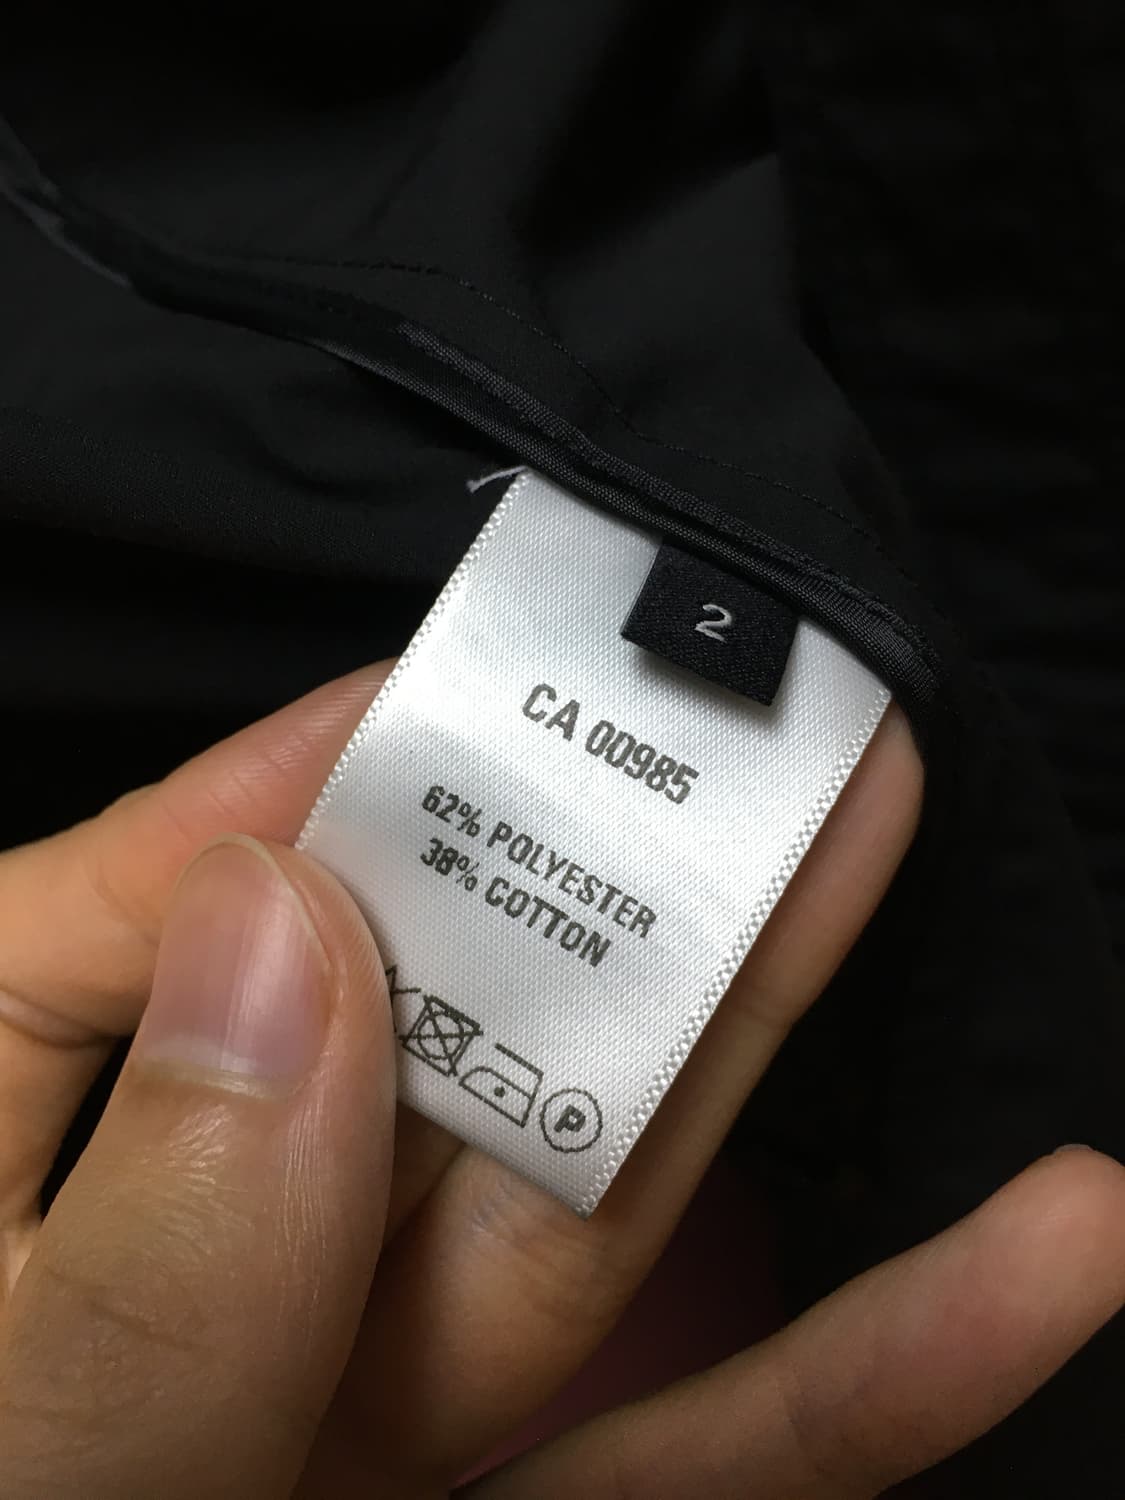 2
CA 00985
62% POLYESTER
38% COTTON
P